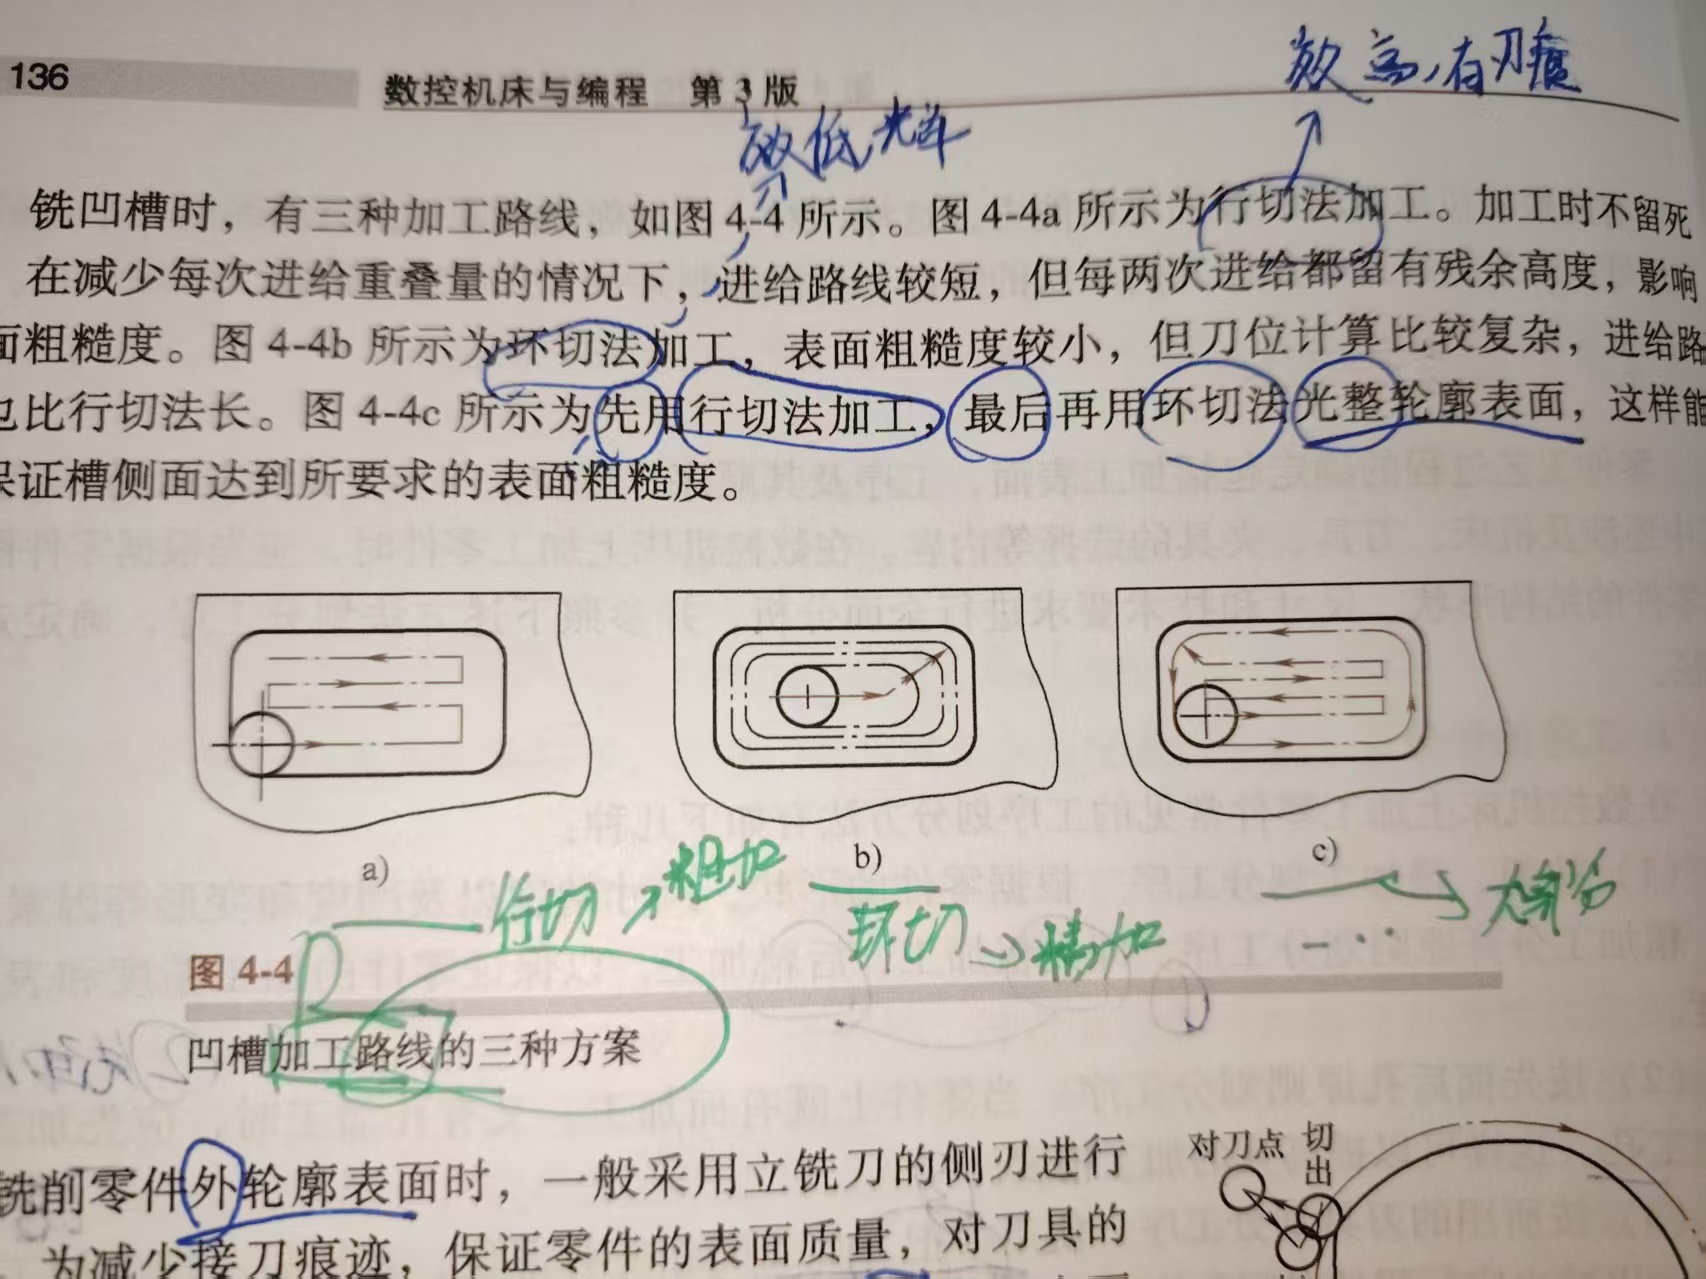 136
数控机床与编程 第3版
效高,有刀痕
效低光洁
铣凹槽时,有三种加工路线,如图4-4所示。图4-4a所示为行切法加工。加工时不留死
在减少每次进给重叠量的情况下,进给路线较短,但每两次进给都留有残余高度,影响
面粗糙度。图4-4b所示为环切法加工,表面粗糙度较小,但刀位计算比较复杂,进给路
也比行切法长。图4-4c所示为先用行切法加工,最后再用环切法光整轮廓表面,这样能
保证槽侧面达到所要求的表面粗糙度。
a)
b)
c)
行切
粗加
环切
精加
图4-4
凹槽加工路线的三种方案
铣削零件外轮廓表面时,一般采用立铣刀的侧刃进行
为减少接刀痕迹,保证零件的表面质量,对刀具的
对刀点
切出